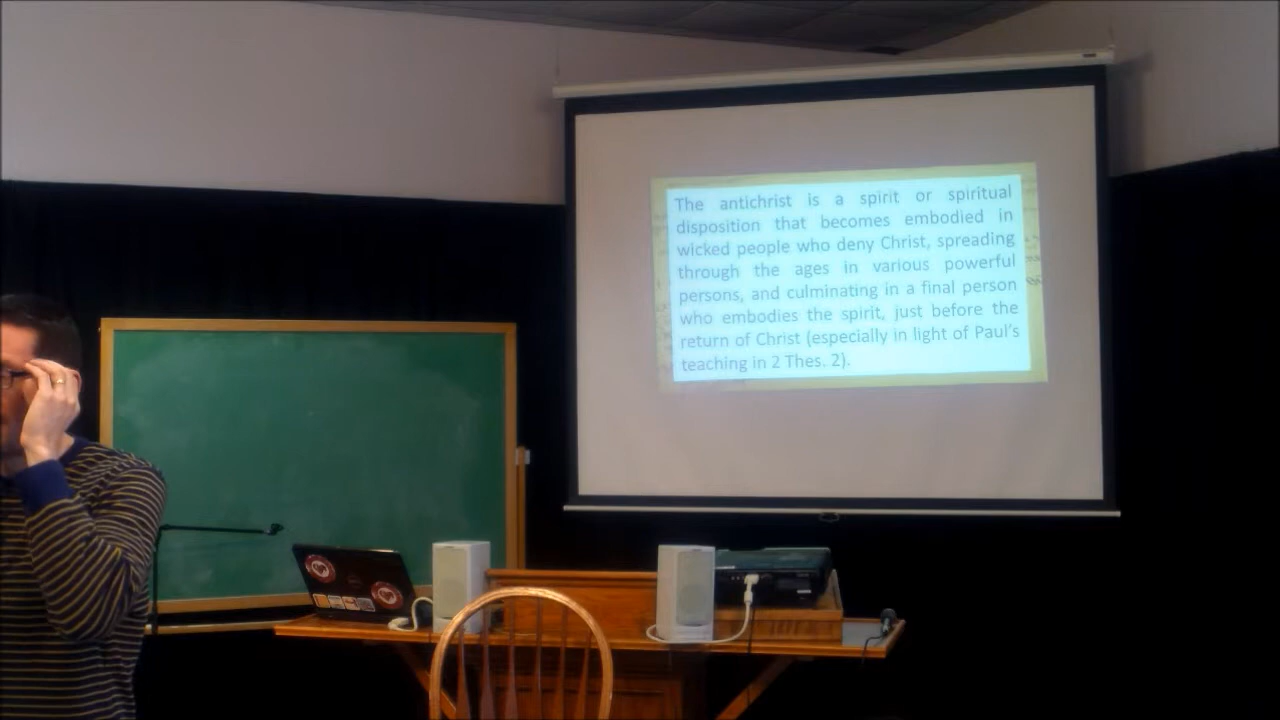 The antichrist is a spirit or spiritual
disposition that becomes embodied in
wicked people who deny Christ, spreading
through the ages in various powerful
persons, and culminating in a final person
who embodies the spirit, just before the
return of Christ (especially in light of Paul's
teaching in 2 Thes. 2).